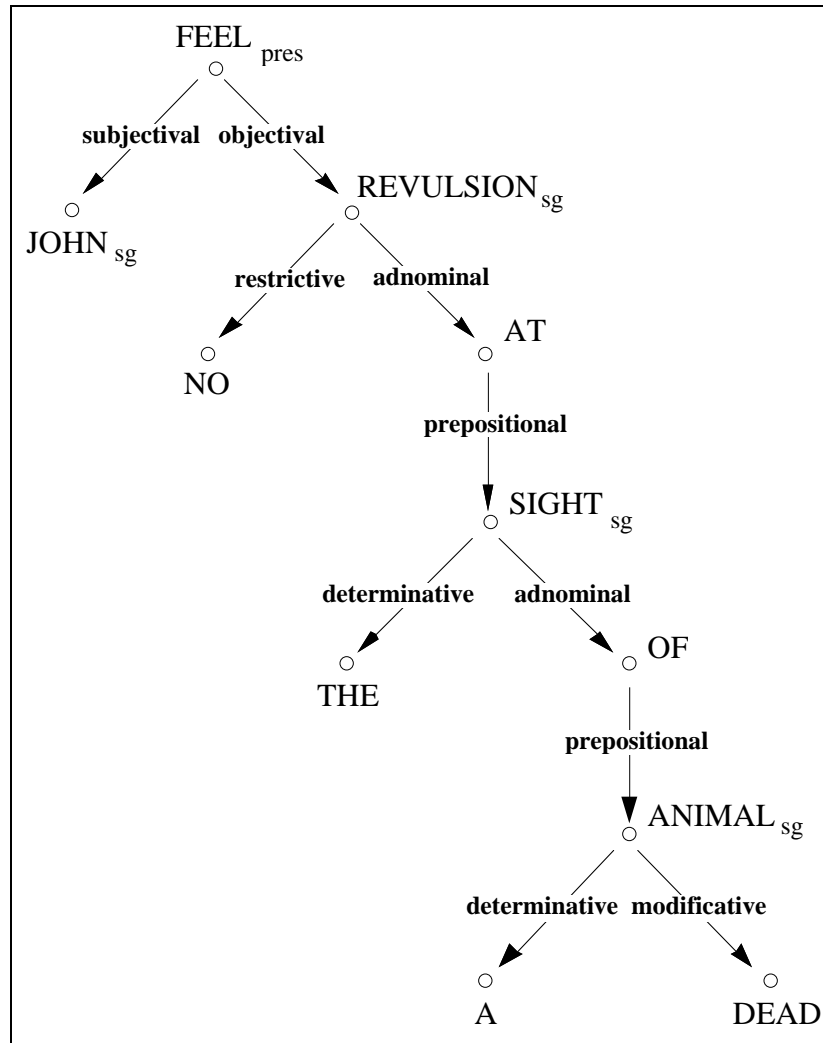 FEEL pres
subjectival objectival
REVULSION sg
JOHN sg
restrictive adnominal
AT
NO
prepositional
SIGHT sg
determinative adnominal
OF
THE
prepositional
ANIMAL sg
determinative modificative
A DEAD